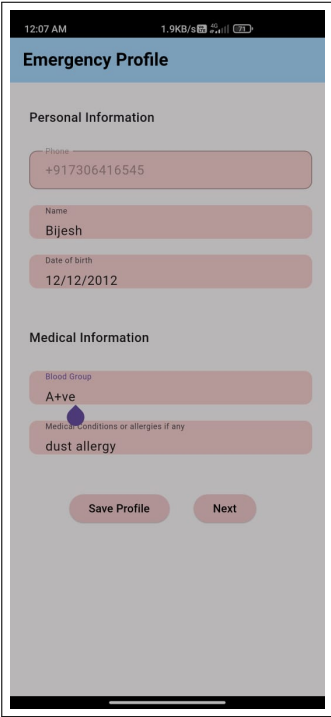 12:07 AM 1.9KB/s 4G 71
Emergency Profile
Personal Information
Phone
+917306416545
Name
Bijesh
Date of birth
12/12/2012
Medical Information
Blood Group
A+ve
Medical Conditions or allergies if any
dust allergy
Save Profile Next